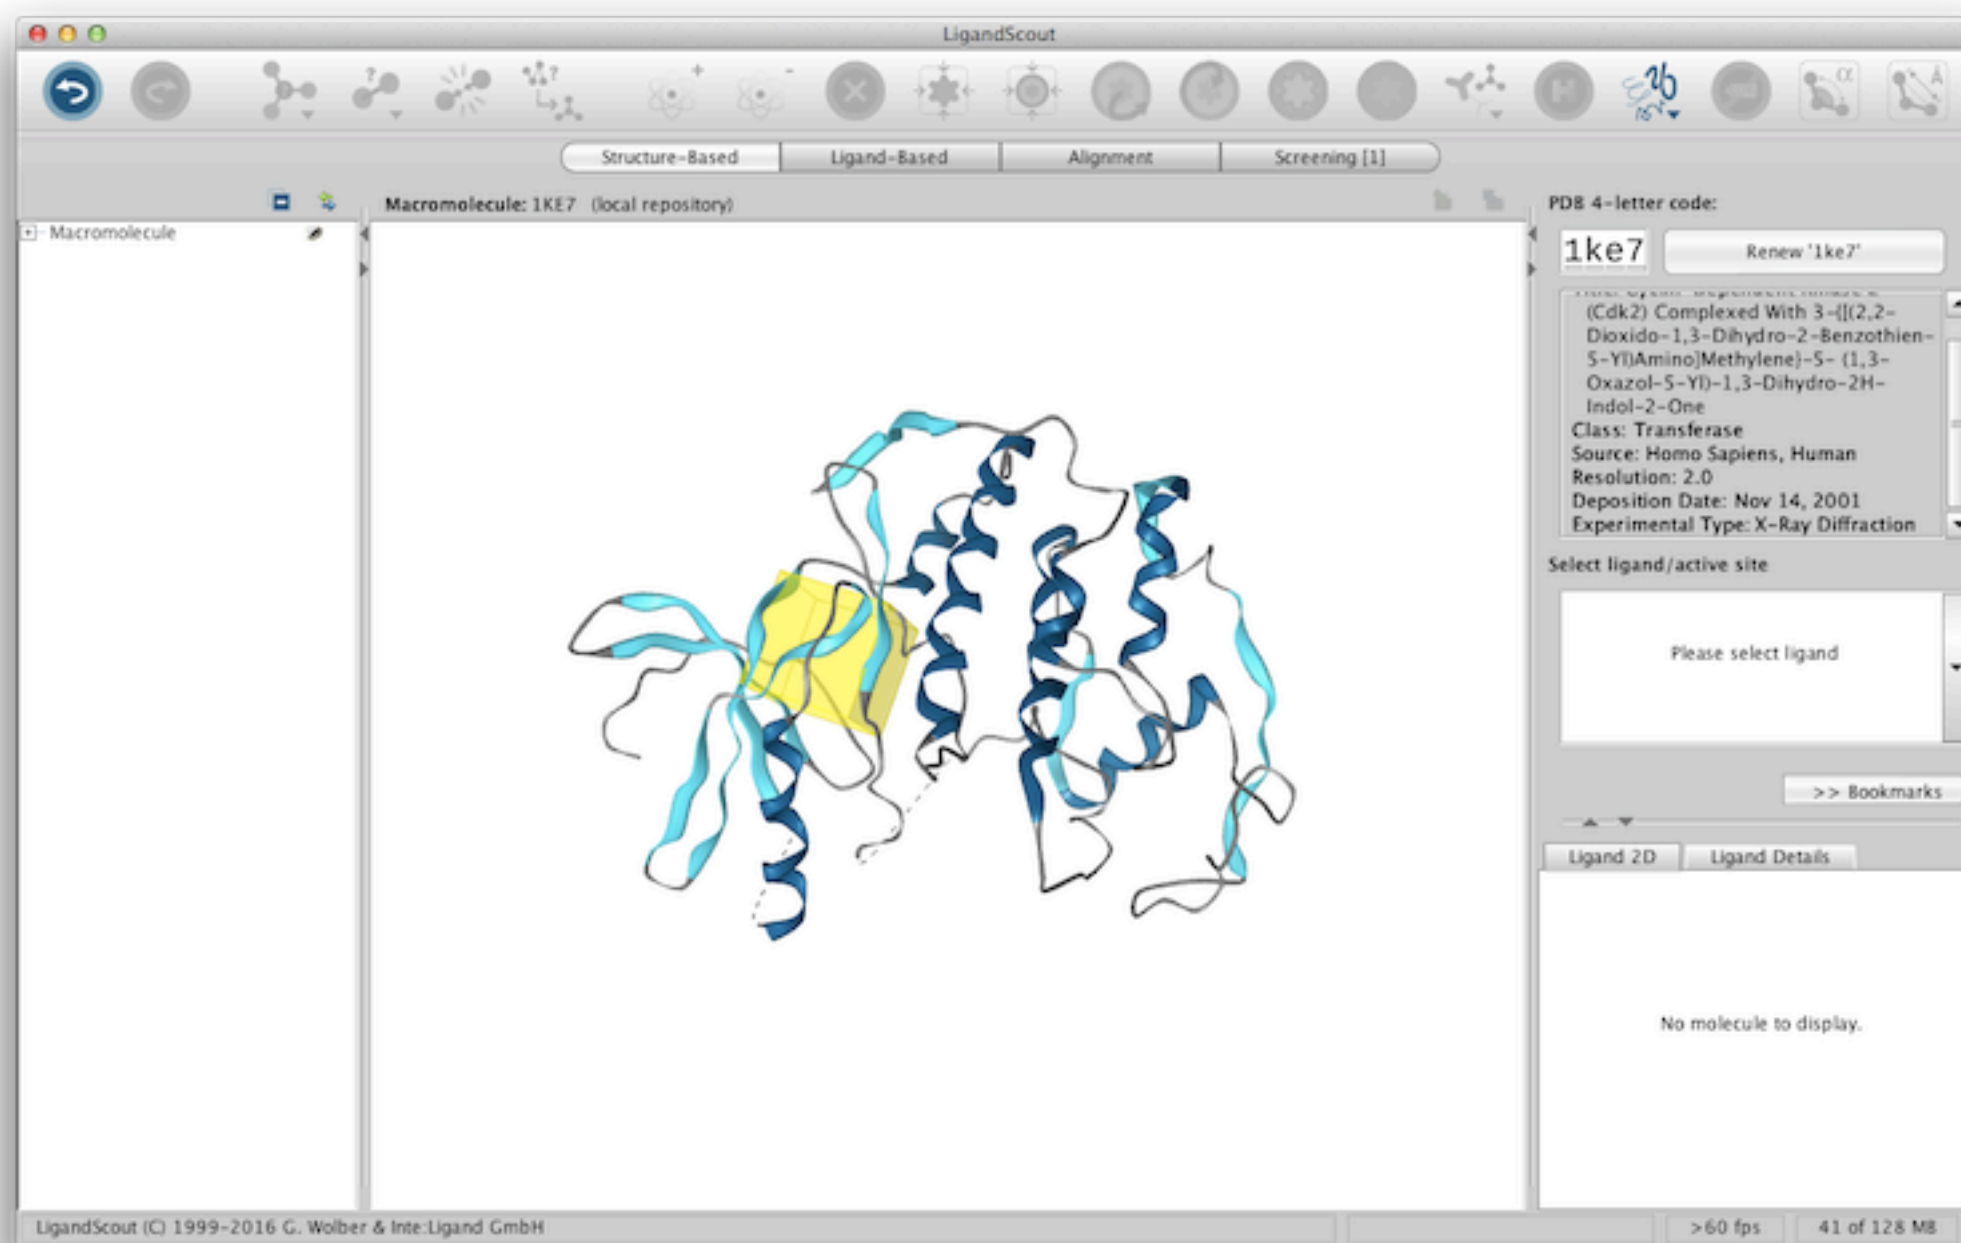 LigandScout
Structure-Based
Ligand-Based
Alignment
Screening [1]
Macromolecule
Macromolecule: 1KE7 (local repository)
PDB 4-letter code:
1ke7
Renew '1ke7'
(Cdk2) Complexed With 3-{[(2,2-
Dioxido-1,3-Dihydro-2-Benzothien-
5-Yl)Amino]Methylene}-5- (1,3-
Oxazol-5-Yl)-1,3-Dihydro-2H-
Indol-2-One
Class: Transferase
Source: Homo Sapiens, Human
Resolution: 2.0
Deposition Date: Nov 14, 2001
Experimental Type: X-Ray Diffraction
Select ligand/active site
Please select ligand
>> Bookmarks
Ligand 2D
Ligand Details
No molecule to display.
LigandScout (C) 1999-2016 G. Wolber & Inte:Ligand GmbH
>60 fps
41 of 128 MB